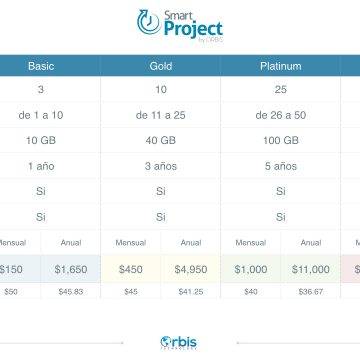 Smart
Project
by ORBIS
Basic Gold Platinum
3 10 25
de 1 a 10 de 11 a 25 de 26 a 50
10 GB 40 GB 100 GB
1 año 3 años 5 años
Si Si Si
Si Si Si
Mensual Anual Mensual Anual Mensual Anual M
$150 $1,650 $450 $4,950 $1,000 $11,000 $
$50 $45.83 $45 $41.25 $40 $36.67
Orbis